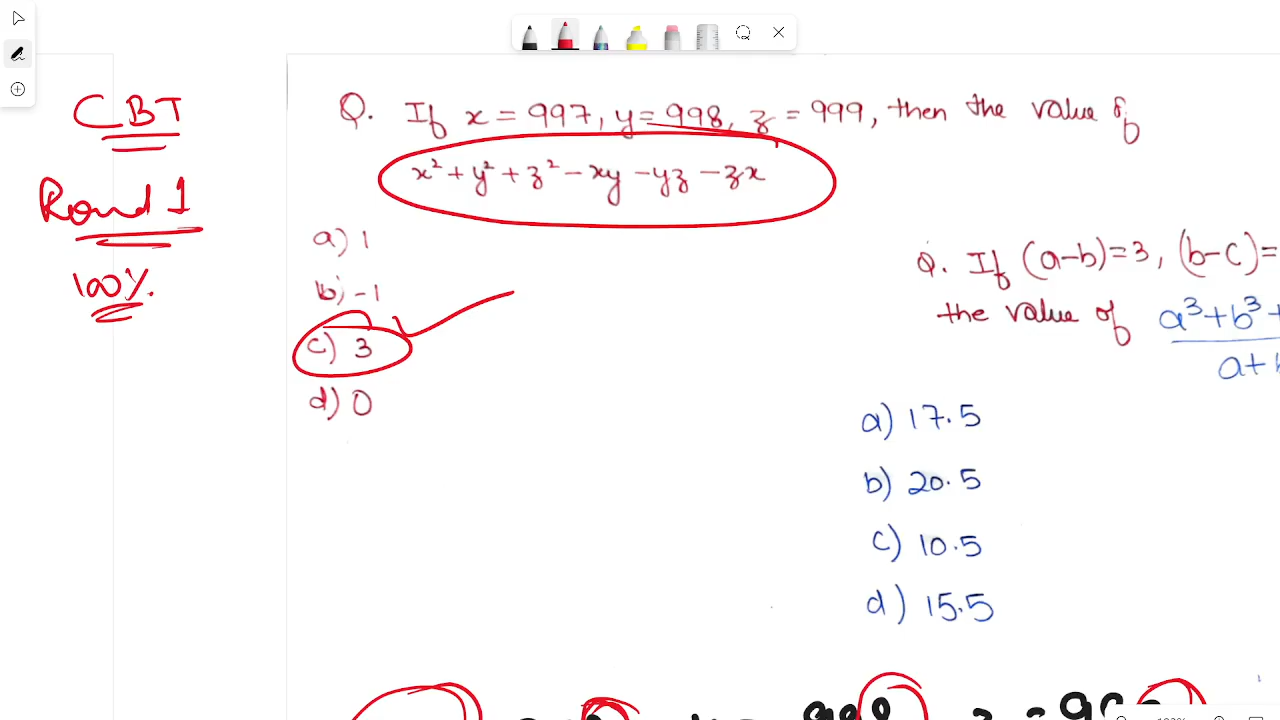 CBT
Round 1
100%.
Q. If x = 997, y = 998, z = 999, then the value of
x² + y² + z² - xy - yz - zx
a) 1
b) -1
c) 3
d) 0
Q. If (a-b)=3, (b-c)=
the value of a³+b³+
a+b
a) 17.5
b) 20.5
c) 10.5
d) 15.5